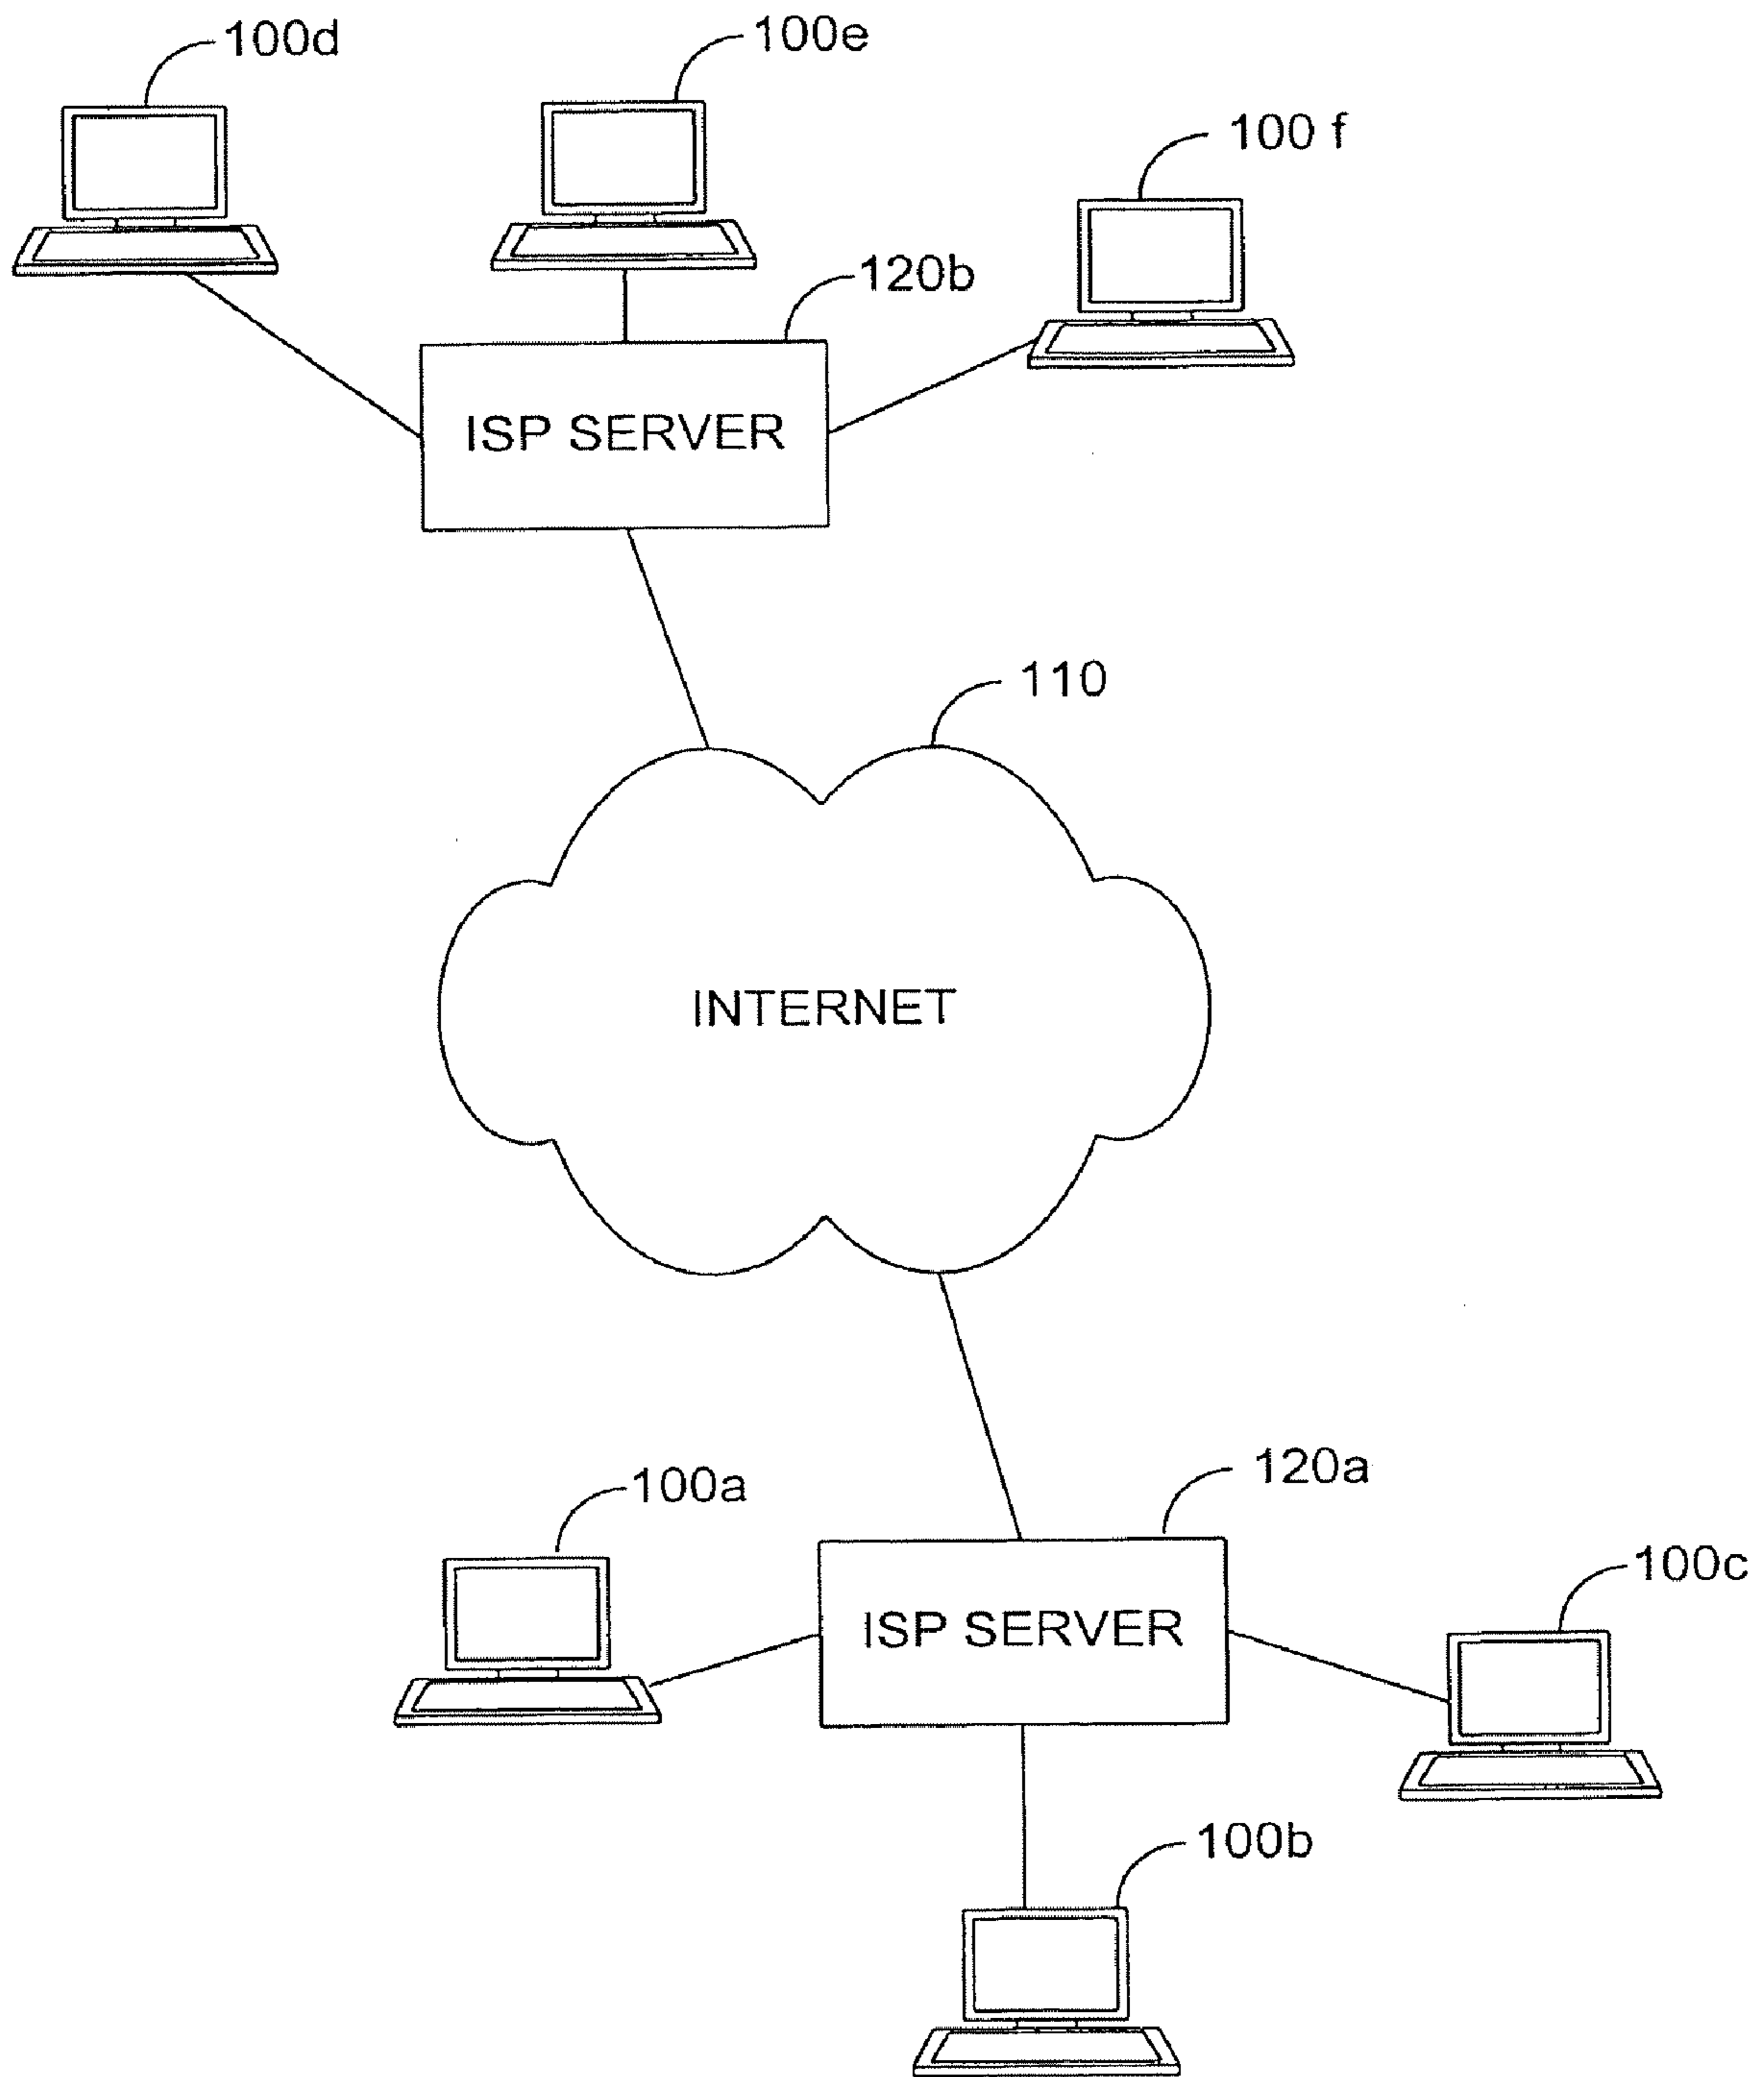 100d
100e
100 f
120b
ISP SERVER
110
INTERNET
120a
100a
100c
ISP SERVER
100b